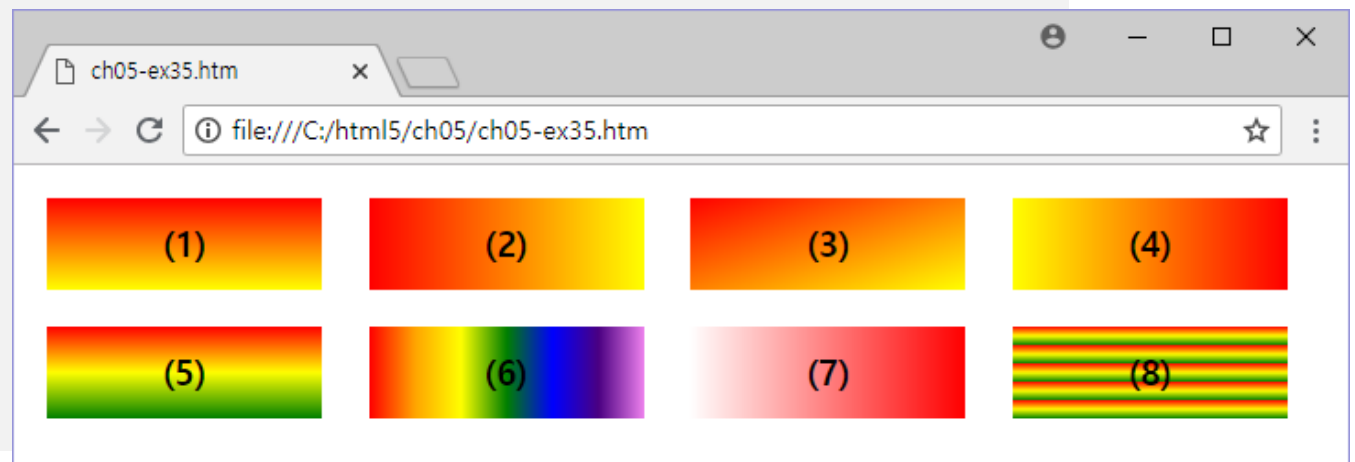 ch05-ex35.htm
file:///C:/html5/ch05/ch05-ex35.htm
(1) (2) (3) (4)
(5) (6) (7) (8)